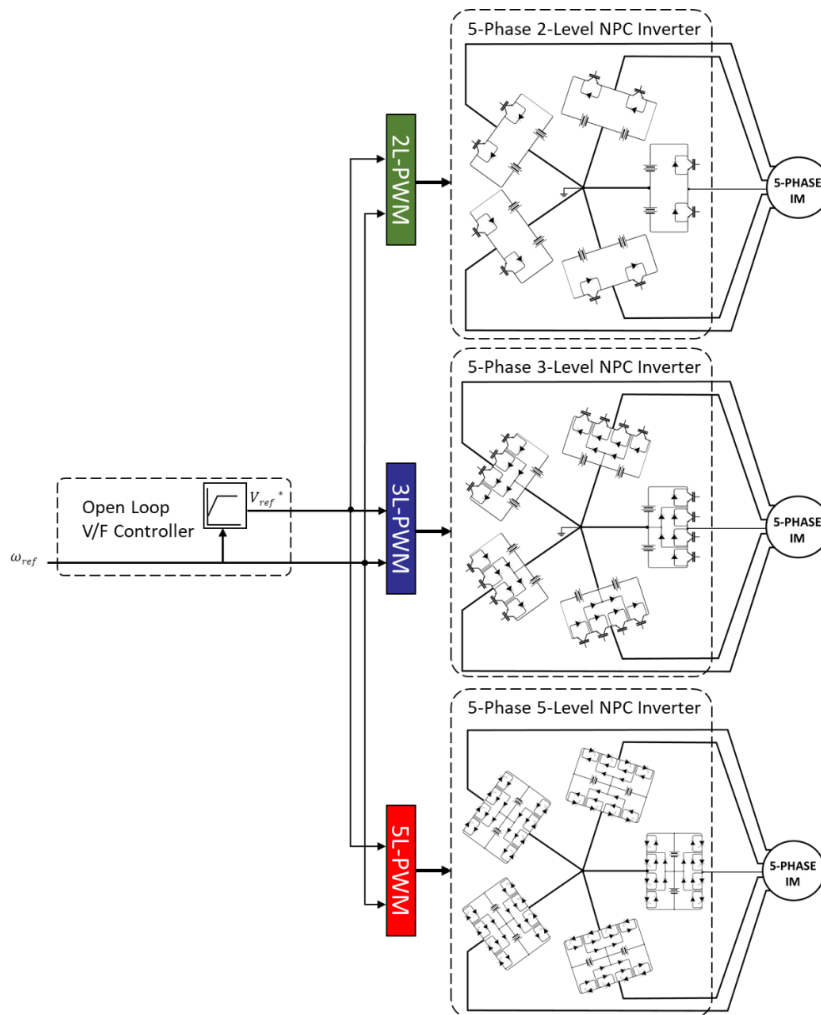 5-Phase 2-Level NPC Inverter
2L-PWM
5-PHASE
IM
5-Phase 3-Level NPC Inverter
Open Loop
V/F Controller
V_ref *
ω_ref
3L-PWM
5-PHASE
IM
5-Phase 5-Level NPC Inverter
5L-PWM
5-PHASE
IM